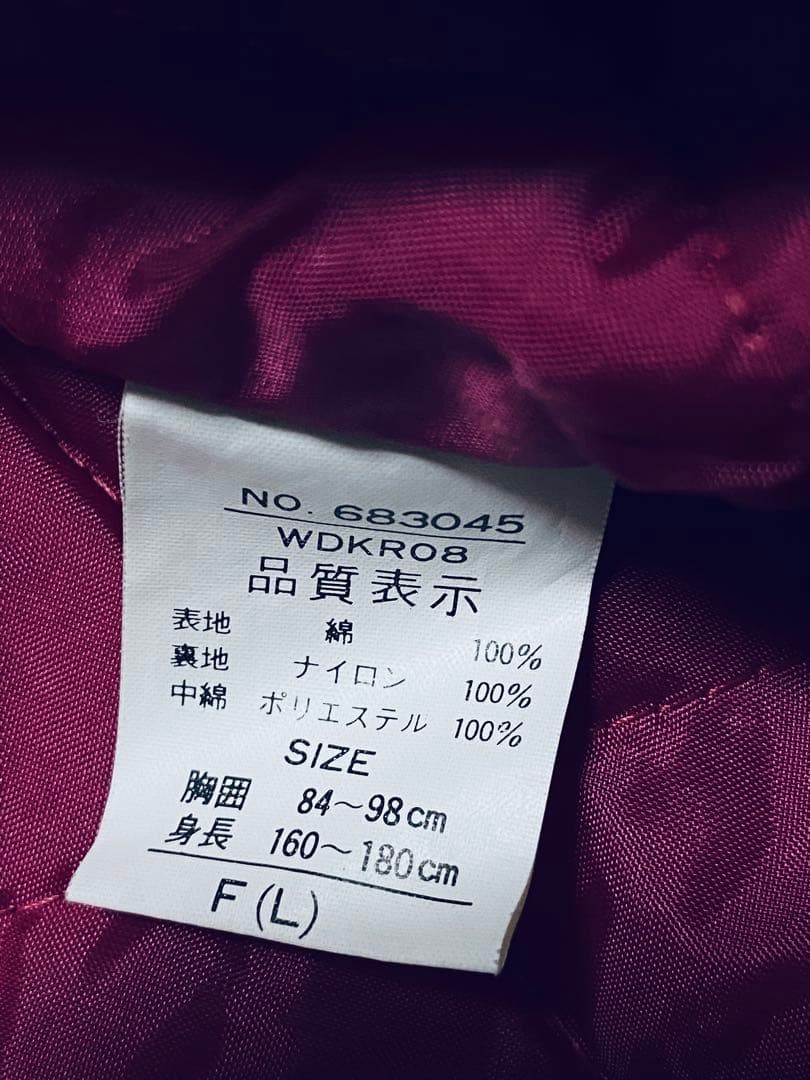 NO. 683045
WDKR08
品質表示
表地 綿 100%
裏地 ナイロン 100%
中綿 ポリエステル 100%
SIZE
胸囲 84～98cm
身長 160～180cm
F(L)